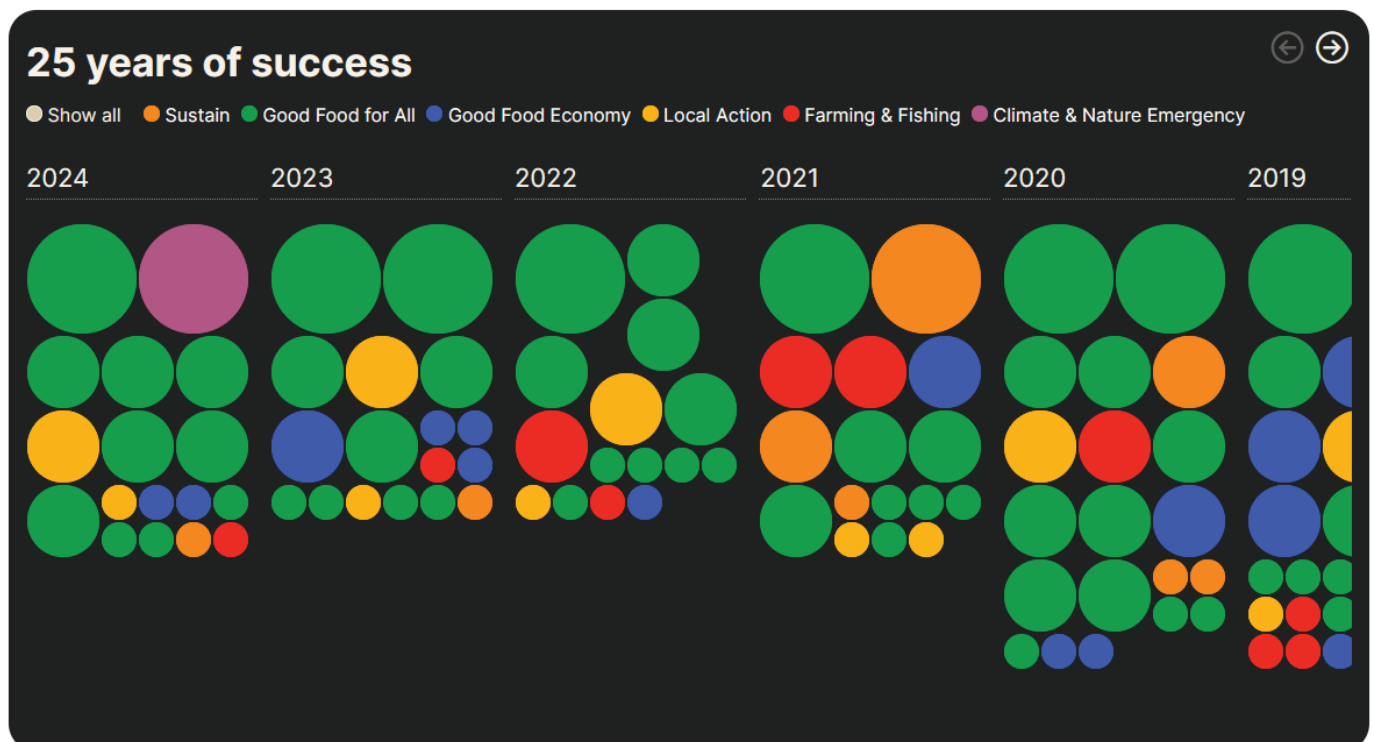 25 years of success
Show all Sustain Good Food for All Good Food Economy Local Action Farming & Fishing Climate & Nature Emergency
2024 2023 2022 2021 2020 2019